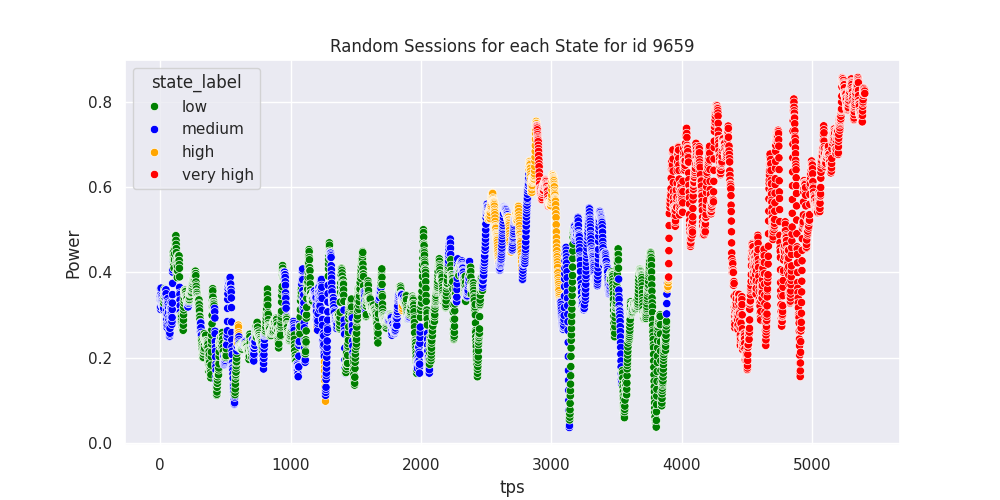 Random Sessions for each State for id 9659
state_label
low
medium
high
very high
Power
0.8
0.6
0.4
0.2
0.0
0 1000 2000 3000 4000 5000
tps